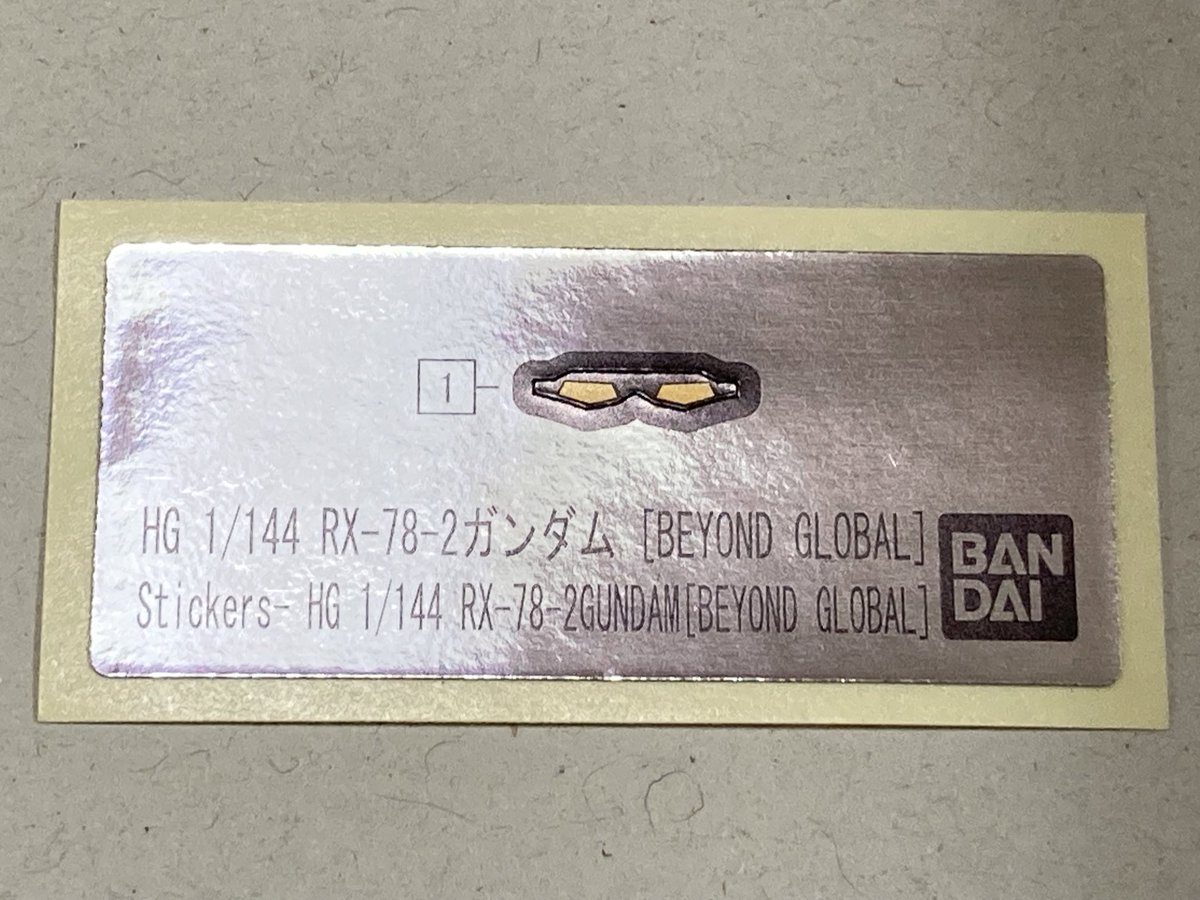 1
HG 1/144 RX-78-2ガンダム [BEYOND GLOBAL]
Stickers- HG 1/144 RX-78-2GUNDAM[BEYOND GLOBAL]
BAN
DAI